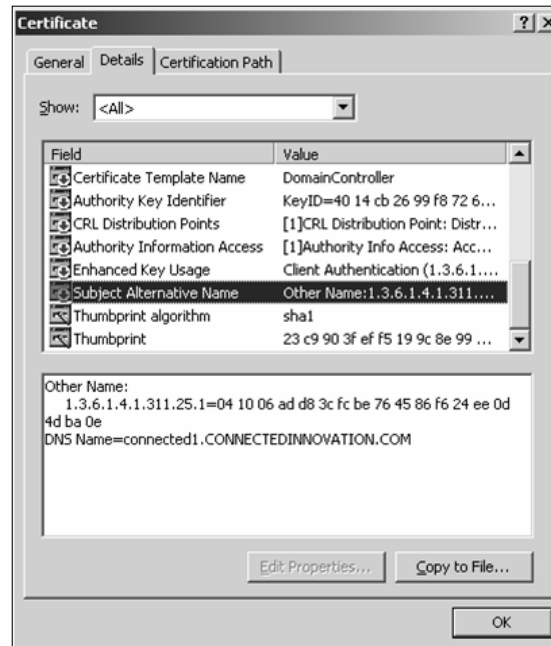 Certificate
General Details Certification Path
Show: <All>
Field Value
Certificate Template Name DomainController
Authority Key Identifier KeyID=40 14 cb 26 99 f8 72 6...
CRL Distribution Points [1]CRL Distribution Point: Distr...
Authority Information Access [1]Authority Info Access: Acc...
Enhanced Key Usage Client Authentication (1.3.6.1....
Subject Alternative Name Other Name:1.3.6.1.4.1.311....
Thumbprint algorithm sha1
Thumbprint 23 c9 90 3f ef f5 19 9c 8e 99 ...
Other Name:
1.3.6.1.4.1.311.25.1=04 10 06 ad d8 3c fc be 76 45 86 f6 24 ee 0d
4d ba 0e
DNS Name=connected1.CONNECTEDINNOVATION.COM
Edit Properties... Copy to File...
OK